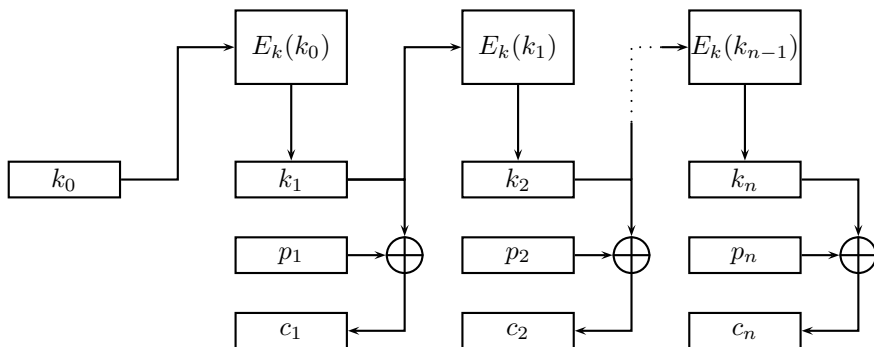 E_k(k_0) E_k(k_1) E_k(k_{n−1})
k_0 k_1 k_2 k_n
p_1 p_2 p_n
c_1 c_2 c_n